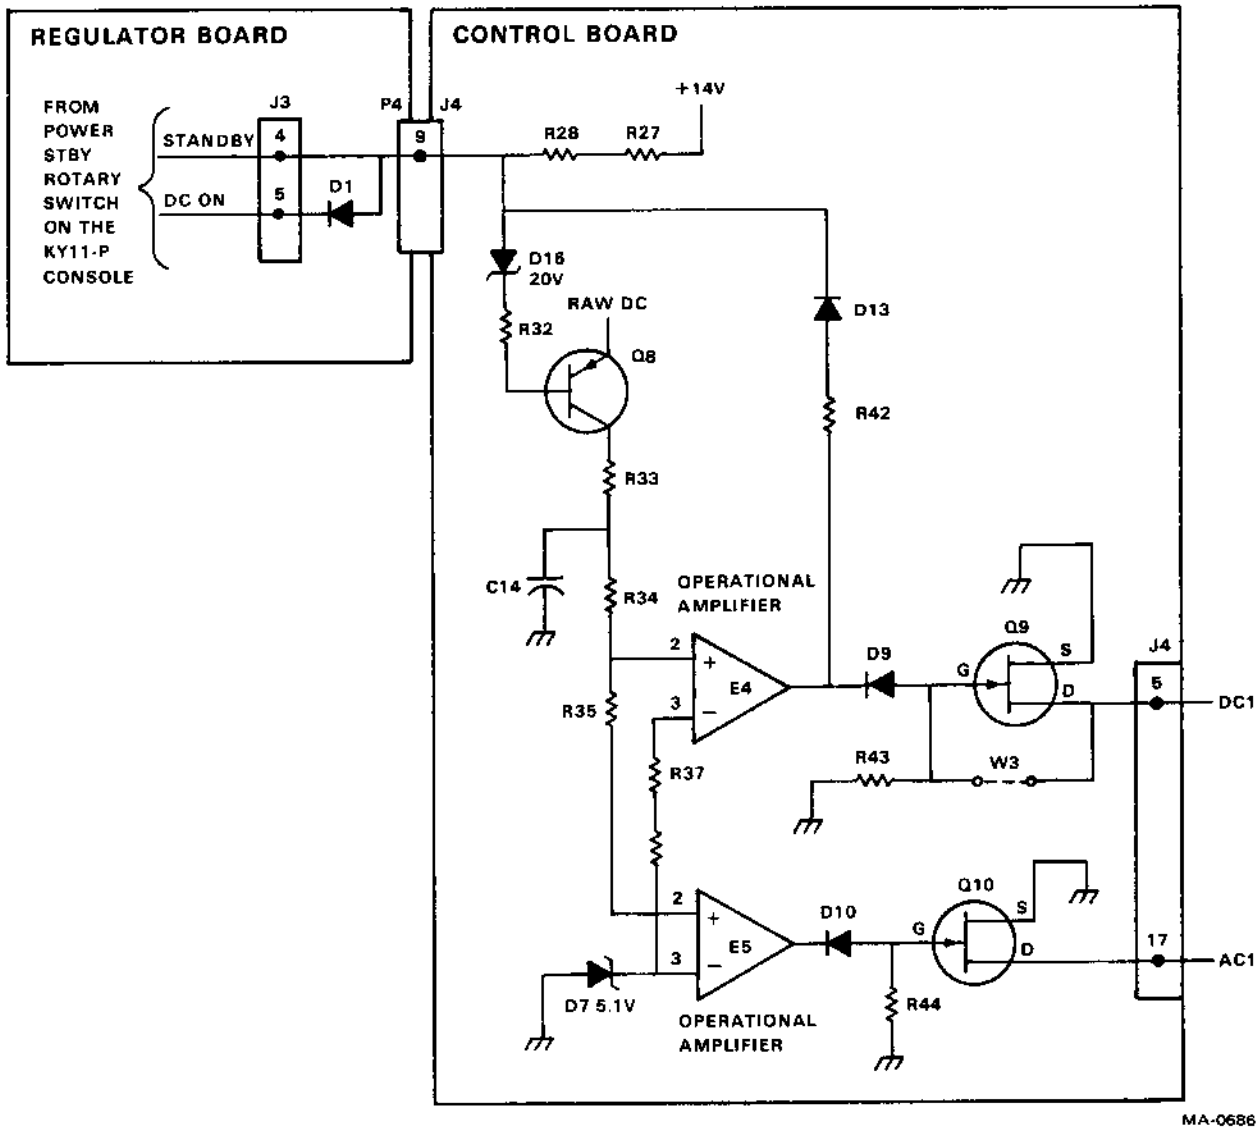 REGULATOR BOARD
CONTROL BOARD
FROM
POWER
STBY
ROTARY
SWITCH
ON THE
KY11-P
CONSOLE
STANDBY
DC ON
J3
4
5
D1
P4
J4
9
+14V
R28
R27
D16
20V
RAW DC
R32
Q8
D13
R42
R33
C14
R34
OPERATIONAL
AMPLIFIER
2
+
E4
3
–
R35
R37
D9
G
Q9
S
D
J4
5
DC1
R43
W3
2
+
E5
3
–
D7 5.1V
OPERATIONAL
AMPLIFIER
D10
G
Q10
S
D
17
AC1
R44
MA-0686